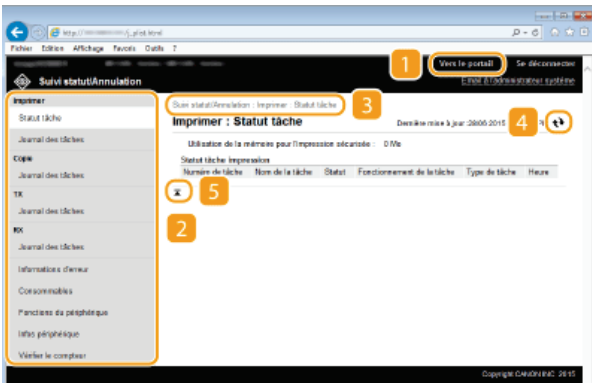 http:// /j_plist.html
Fichier Edition Affichage Favoris Outils ?
1
Vers le portail Se déconnecter
Suivi statut/Annulation
Email à l'administrateur système
Imprimer
Statut tâche
Journal des tâches
Copie
Journal des tâches
TX
Journal des tâches
RX
Journal des tâches
Informations d'erreur
Consommables
Fonctions du périphérique
Infos périphérique
Vérifier le compteur
2
Suivi statut/Annulation : Imprimer : Statut tâche
3
Imprimer : Statut tâche
Dernière mise à jour :28/06 2015
4
Utilisation de la mémoire pour l'impression sécurisée : 0 Mo
Statut tâche impression
Numéro de tâche Nom de la tâche Statut Fonctionnement de la tâche Type de tâche Heure
5
Copyright CANON INC. 2015